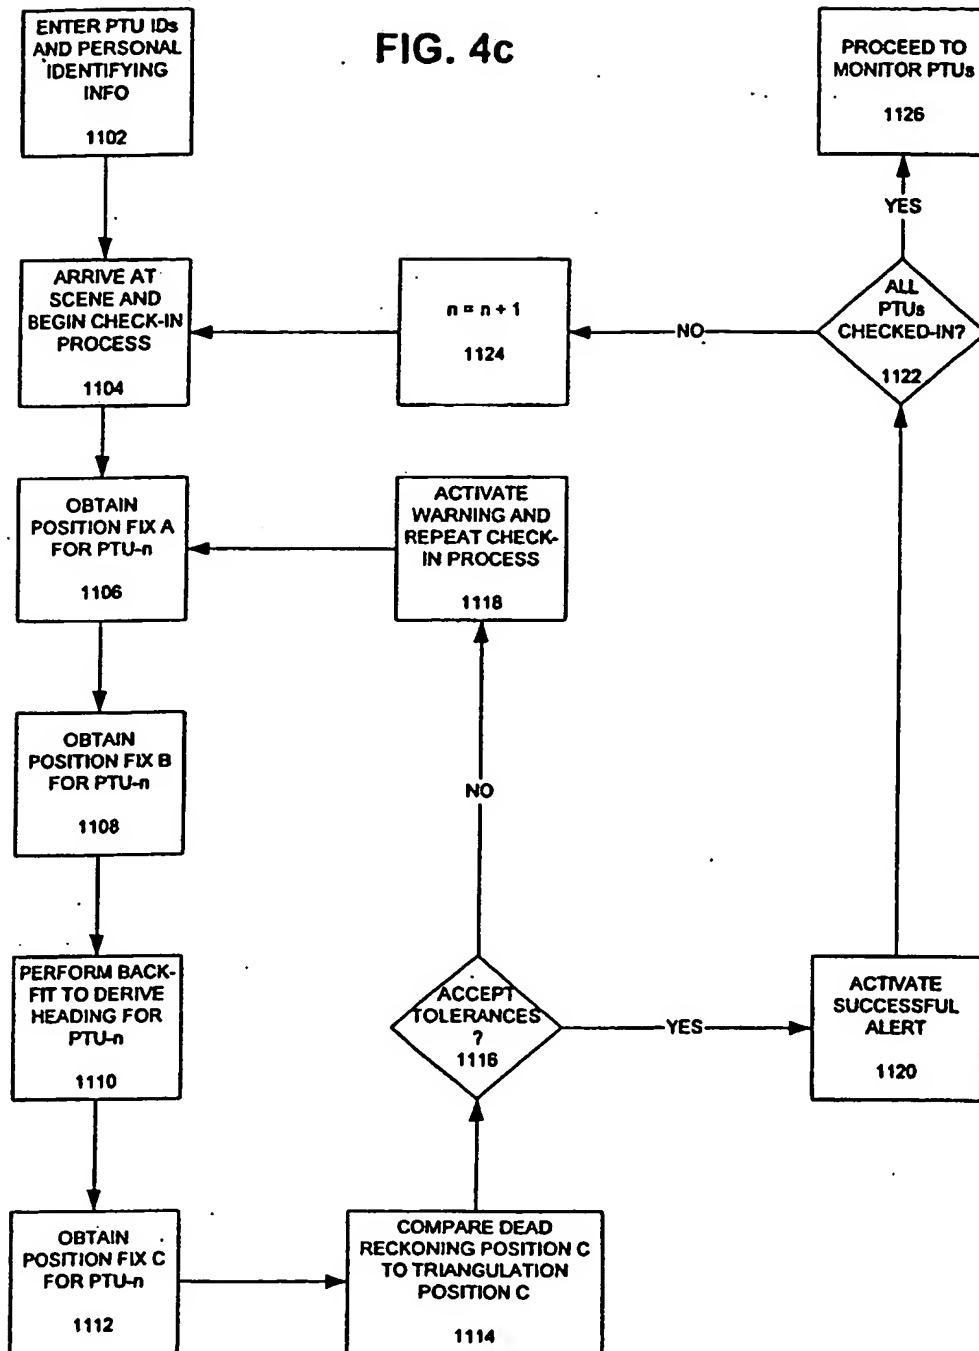 FIG. 4c
ENTER PTU IDs
AND PERSONAL
IDENTIFYING
INFO
1102
PROCEED TO
MONITOR PTUs
1126
YES
ARRIVE AT
SCENE AND
BEGIN CHECK-IN
PROCESS
1104
n = n + 1
1124
NO
ALL
PTUs
CHECKED-IN?
1122
OBTAIN
POSITION FIX A
FOR PTU-n
1106
ACTIVATE
WARNING AND
REPEAT CHECK-
IN PROCESS
1118
OBTAIN
POSITION FIX B
FOR PTU-n
1108
NO
PERFORM BACK-
FIT TO DERIVE
HEADING FOR
PTU-n
1110
ACCEPT
TOLERANCES
?
1116
YES
ACTIVATE
SUCCESSFUL
ALERT
1120
OBTAIN
POSITION FIX C
FOR PTU-n
1112
COMPARE DEAD
RECKONING POSITION C
TO TRIANGULATION
POSITION C
1114